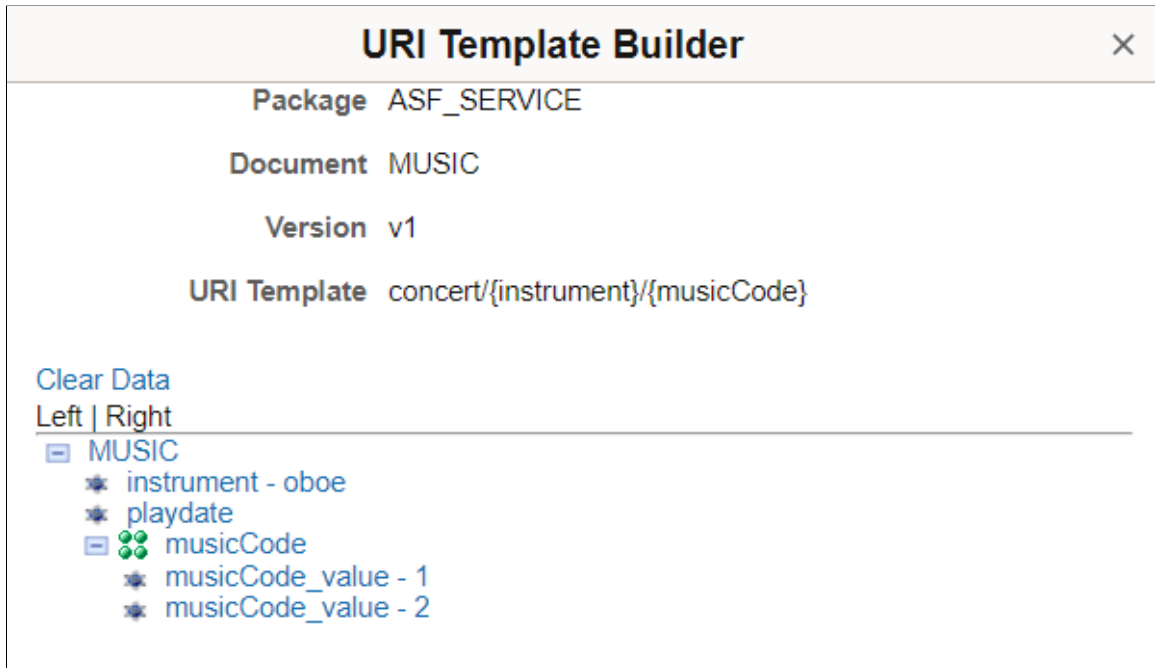 URI Template Builder ×
Package ASF_SERVICE
Document MUSIC
Version v1
URI Template concert/{instrument}/{musicCode}
Clear Data
Left | Right
MUSIC
instrument - oboe
playdate
musicCode
musicCode_value - 1
musicCode_value - 2